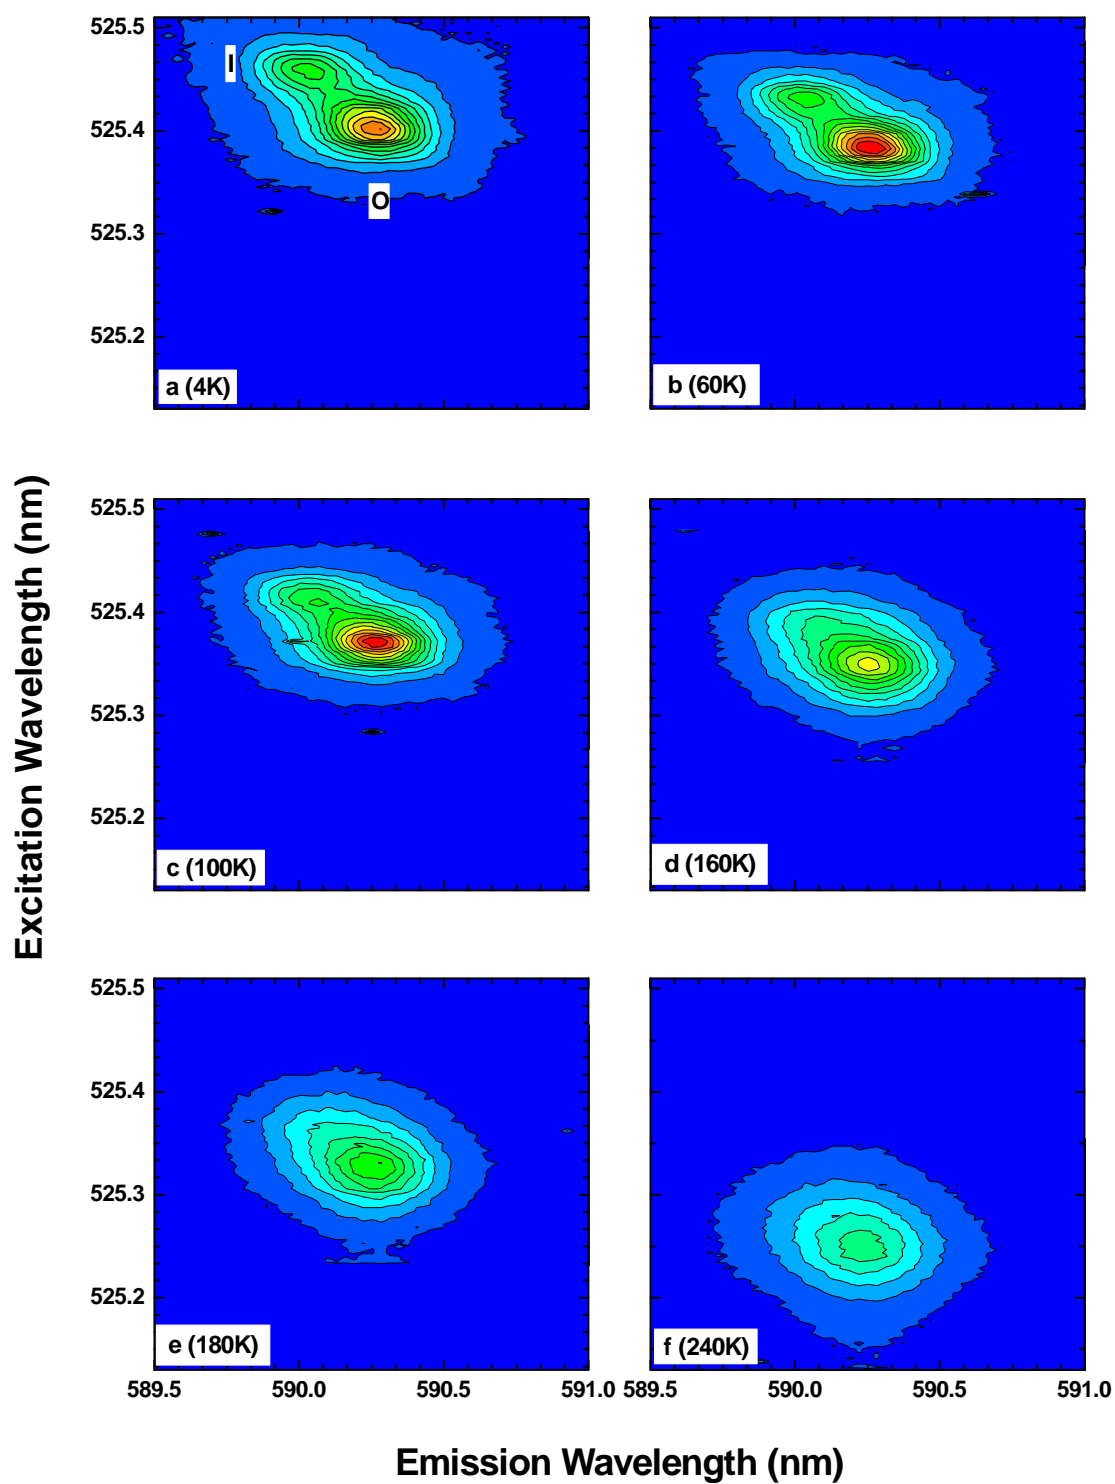 525.5
525.4
525.3
525.2
I
O
a (4K)
b (60K)
525.5
525.4
525.3
525.2
c (100K)
d (160K)
525.5
525.4
525.3
525.2
e (180K)
f (240K)
589.5 590.0 590.5 591.0 589.5 590.0 590.5 591.0
Excitation Wavelength (nm)
Emission Wavelength (nm)